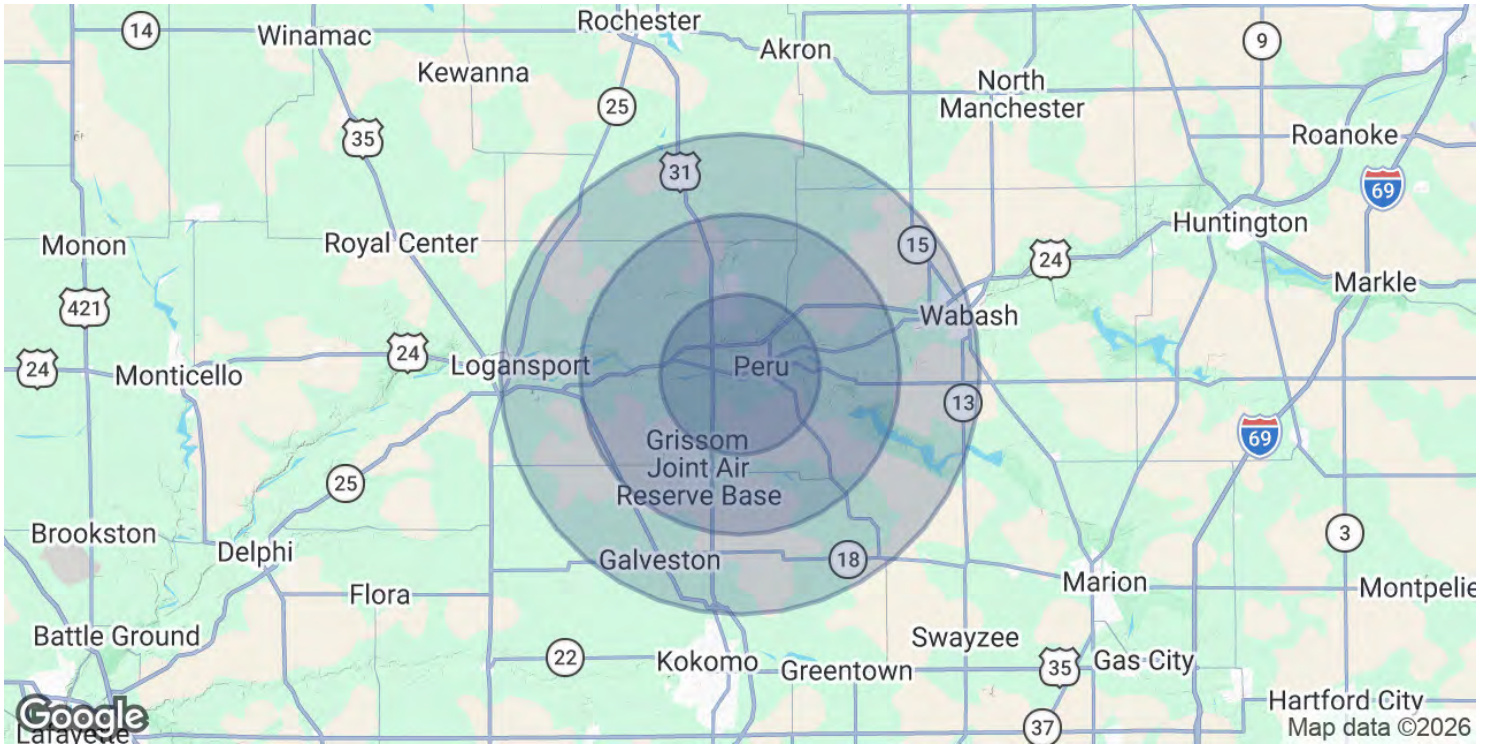 Rochester
14
Winamac
9
Akron
Kewanna
North
Manchester
25
35
Roanoke
31
69
Huntington
Royal Center
Monon
15
24
Markle
421
Wabash
24
24
Logansport
Peru
Monticello
13
69
Grissom
Joint Air
Reserve Base
25
Brookston
3
Delphi
Galveston
18
Marion
Montpelie
Flora
Battle Ground
Swayzee
22
Kokomo
Greentown
35
Gas City
Hartford City
Google
37
Map data ©2026
Lafayette